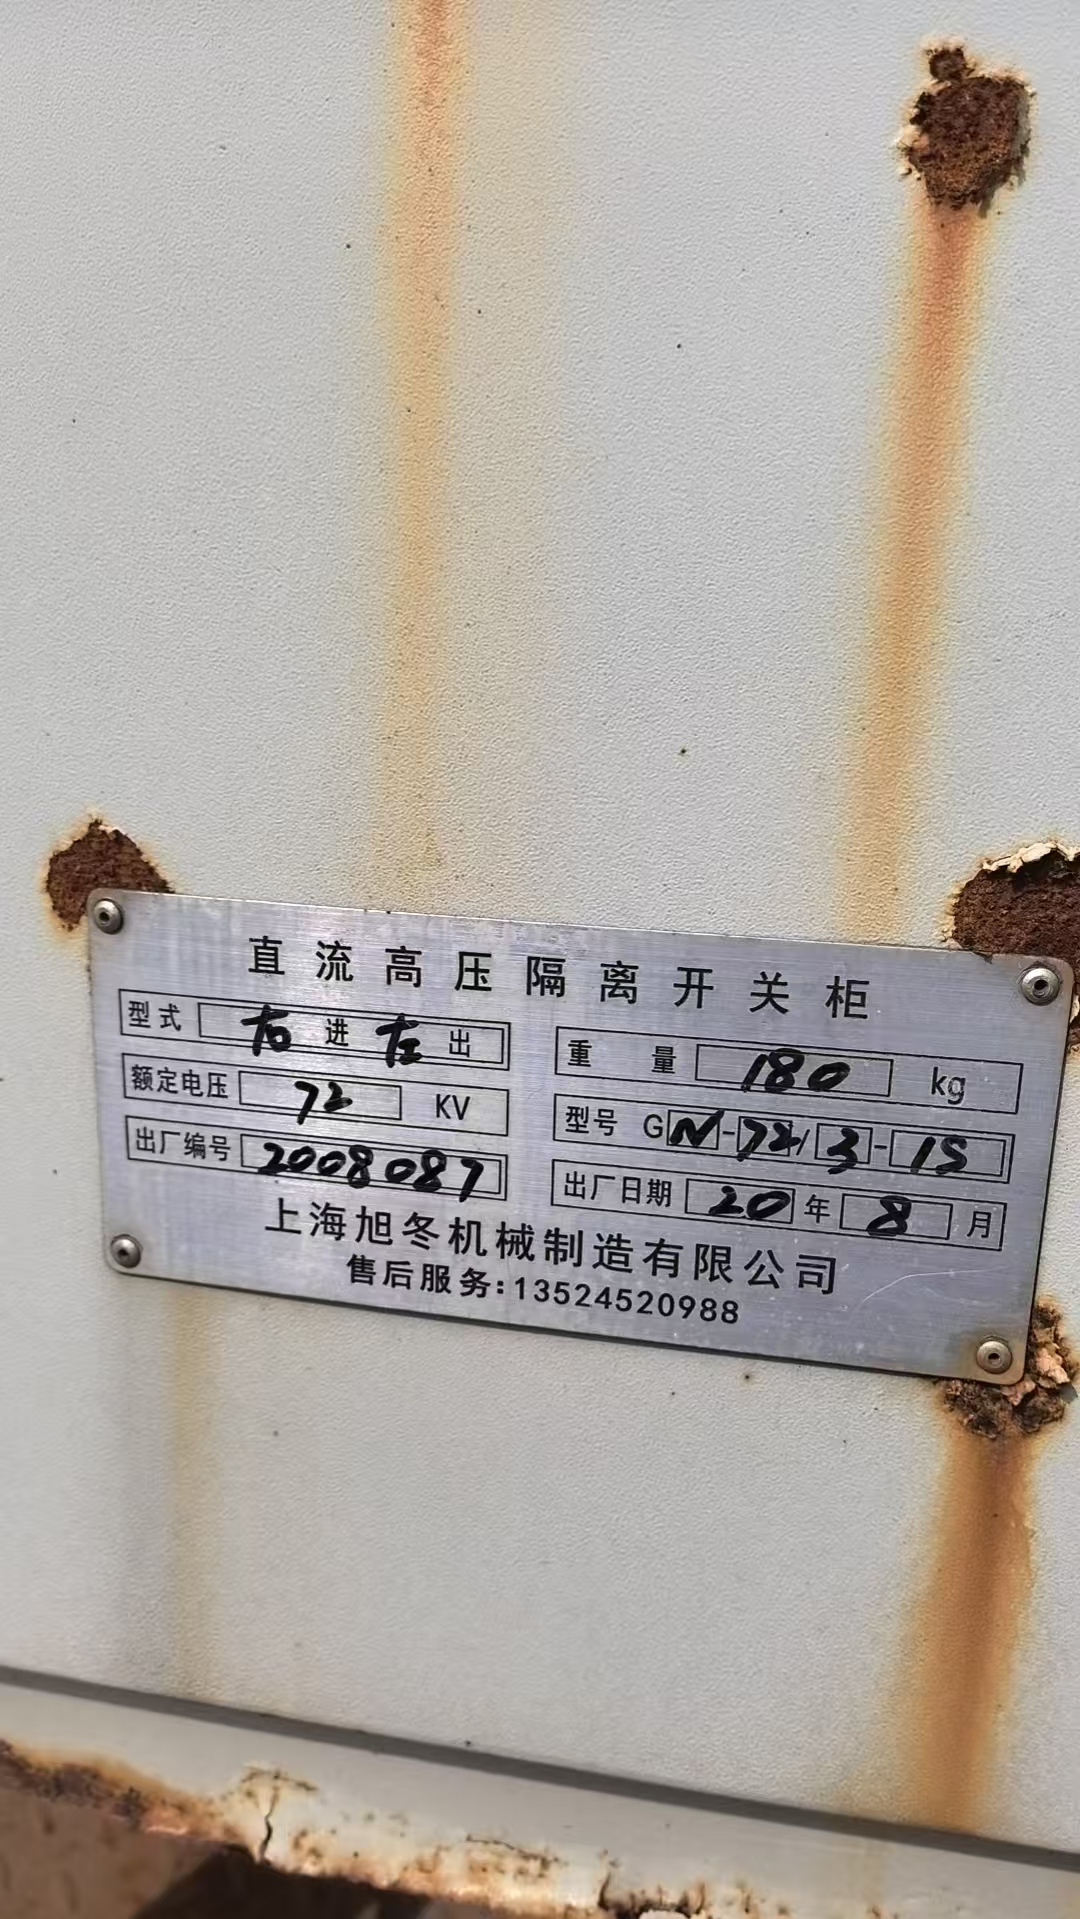 直流高压隔离开关柜
型式 右进左出
重量 180 kg
额定电压 72 KV
型号 GN-72/3-15
出厂编号 2008087
出厂日期 20年8月
上海旭冬机械制造有限公司
售后服务:13524520988